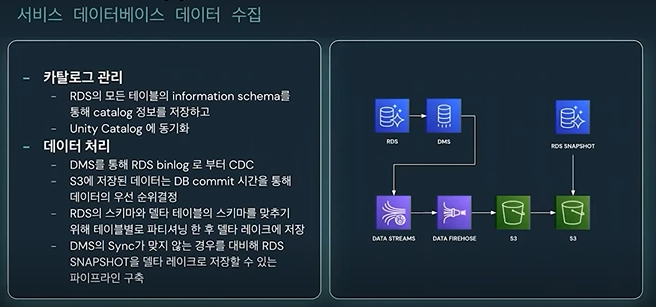 서비스 데이터베이스 데이터 수집
- 카탈로그 관리
- RDS의 모든 테이블의 information schema를
통해 catalog 정보를 저장하고
- Unity Catalog 에 동기화
- 데이터 처리
- DMS를 통해 RDS binlog 로 부터 CDC
- S3에 저장된 데이터는 DB commit 시간을 통해
데이터의 우선 순위결정
- RDS의 스키마와 델타 테이블의 스키마를 맞추기
위해 테이블별로 파티셔닝 한 후 델타 레이크에 저장
- DMS의 Sync가 맞지 않는 경우를 대비해 RDS
SNAPSHOT을 델타 레이크로 저장할 수 있는
파이프라인 구축
RDS
DMS
RDS SNAPSHOT
DATA STREAMS
DATA FIREHOSE
S3
S3